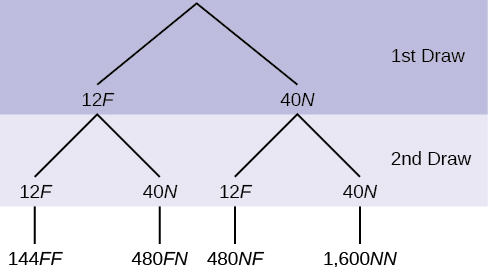 1st Draw
12F 40N
2nd Draw
12F 40N 12F 40N
144FF 480FN 480NF 1,600NN